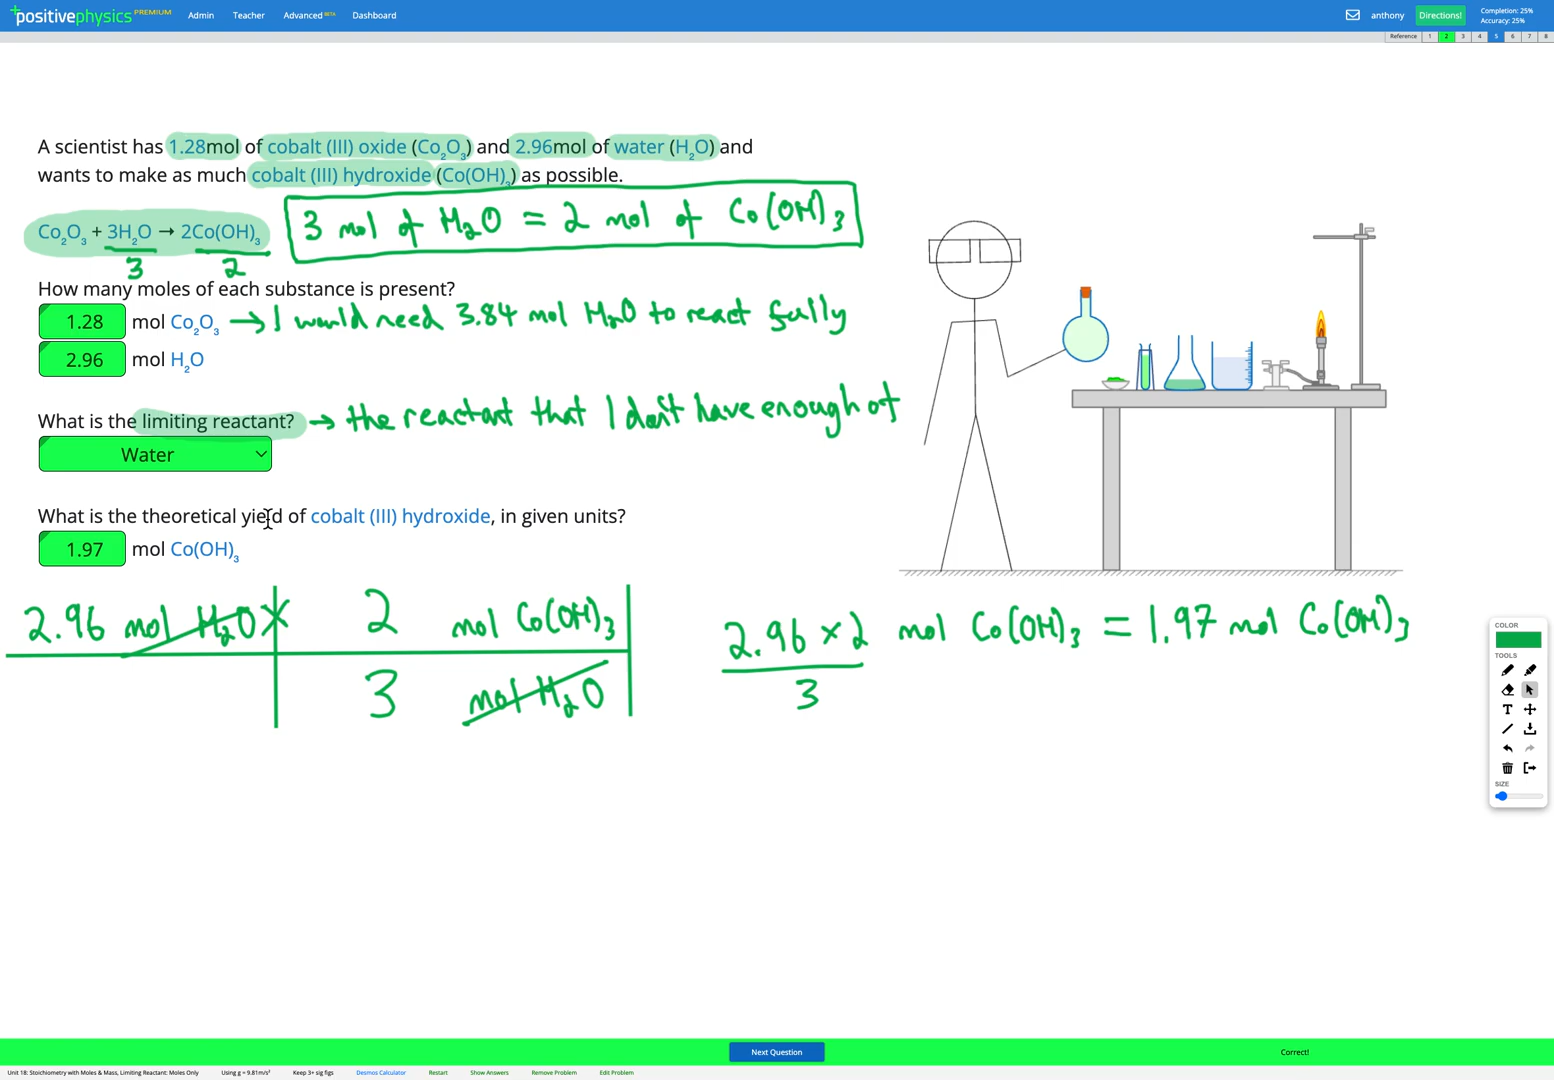 +positivephysics PREMIUM Admin Teacher Advanced BETA Dashboard anthony Directions! Completion: 25%
Accuracy: 25%
Reference 1 2 3 4 5 6 7 8
A scientist has 1.28mol of cobalt (III) oxide (Co₂O₃) and 2.96mol of water (H₂O) and
wants to make as much cobalt (III) hydroxide (Co(OH)₃) as possible.
3 mol of H₂O = 2 mol of Co(OH)₃
Co₂O₃ + 3H₂O → 2Co(OH)₃
3 2
How many moles of each substance is present?
1.28 mol Co₂O₃ → I would need 3.84 mol H₂O to react fully
2.96 mol H₂O
What is the limiting reactant? → the reactant that I don't have enough of
Water
What is the theoretical yield of cobalt (III) hydroxide, in given units?
1.97 mol Co(OH)₃
2.96 mol H₂O × 2 mol Co(OH)₃
3 mol H₂O
2.96 × 2 mol Co(OH)₃ = 1.97 mol Co(OH)₃
3
COLOR
TOOLS
T
SIZE
Next Question Correct!
Unit 18: Stoichiometry with Moles & Mass, Limiting Reactant: Moles Only Using g = 9.81m/s² Keep 3+ sig figs Desmos Calculator Restart Show Answers Remove Problem Edit Problem